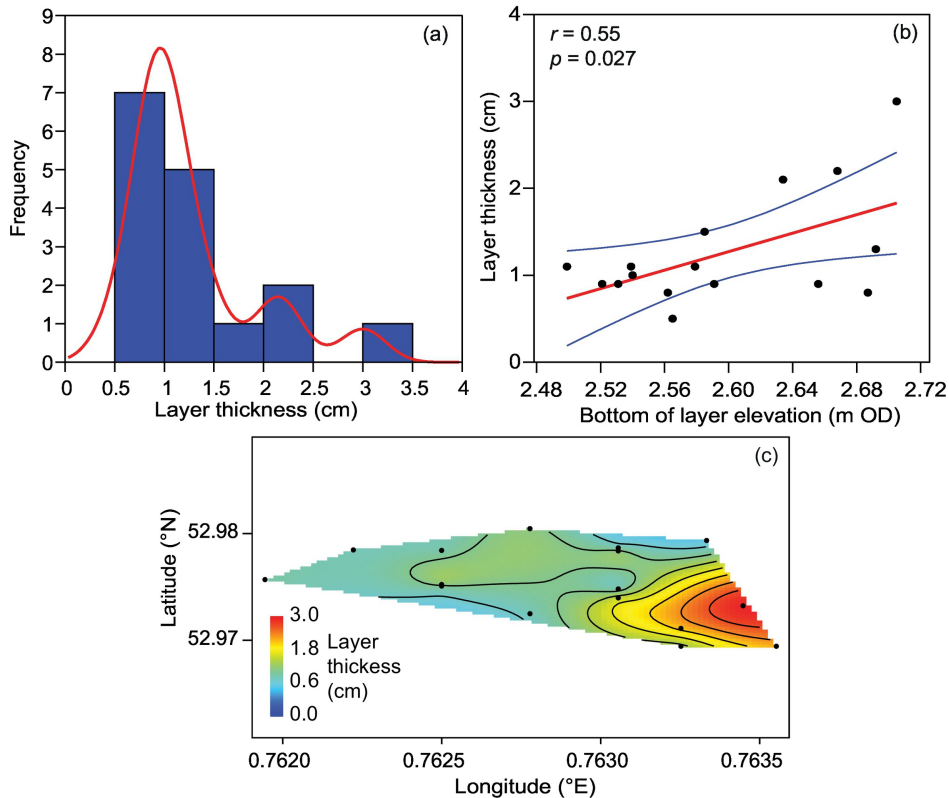 (a)
Frequency
9
8
7
6
5
4
3
2
1
0
0 0.5 1 1.5 2 2.5 3 3.5 4
Layer thickness (cm)
(b)
r = 0.55
p = 0.027
Layer thickness (cm)
4
3
2
1
0
2.48 2.52 2.56 2.60 2.64 2.68 2.72
Bottom of layer elevation (m OD)
(c)
Latitude (°N)
52.98
52.97
3.0
1.8
0.6
0.0
Layer
thickess
(cm)
0.7620 0.7625 0.7630 0.7635
Longitude (°E)